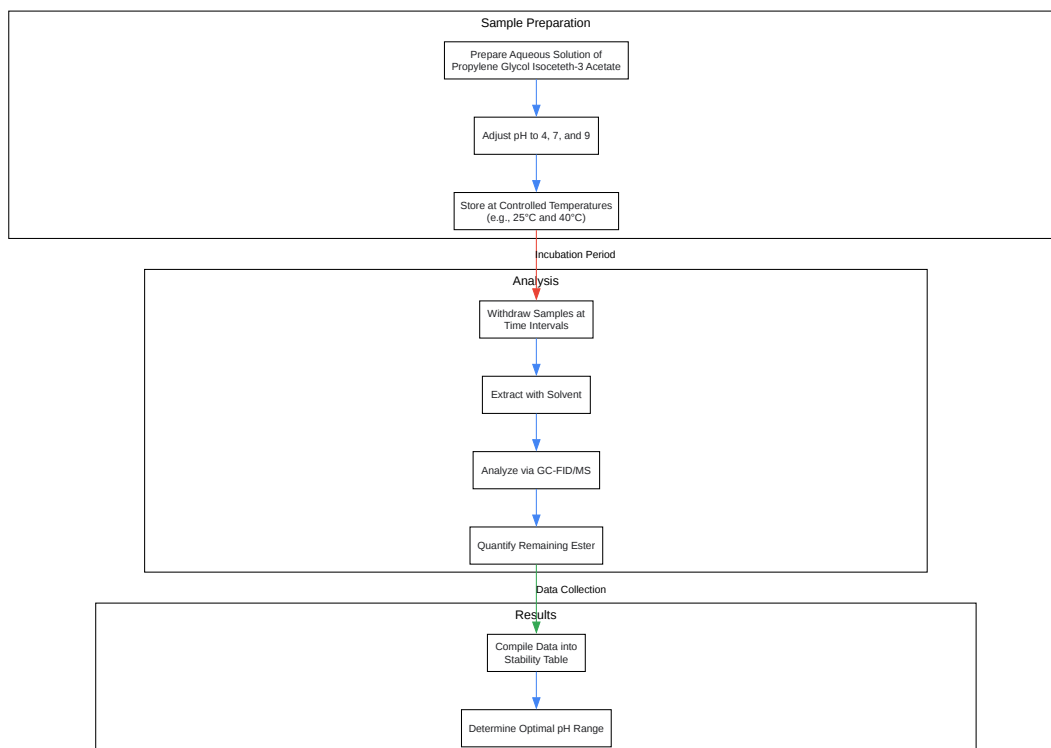 Sample Preparation
Prepare Aqueous Solution of
Propylene Glycol Isoceteth-3 Acetate
Adjust pH to 4, 7, and 9
Store at Controlled Temperatures
(e.g., 25°C and 40°C)
Incubation Period
Analysis
Withdraw Samples at
Time Intervals
Extract with Solvent
Analyze via GC-FID/MS
Quantify Remaining Ester
Data Collection
Results
Compile Data into
Stability Table
Determine Optimal pH Range